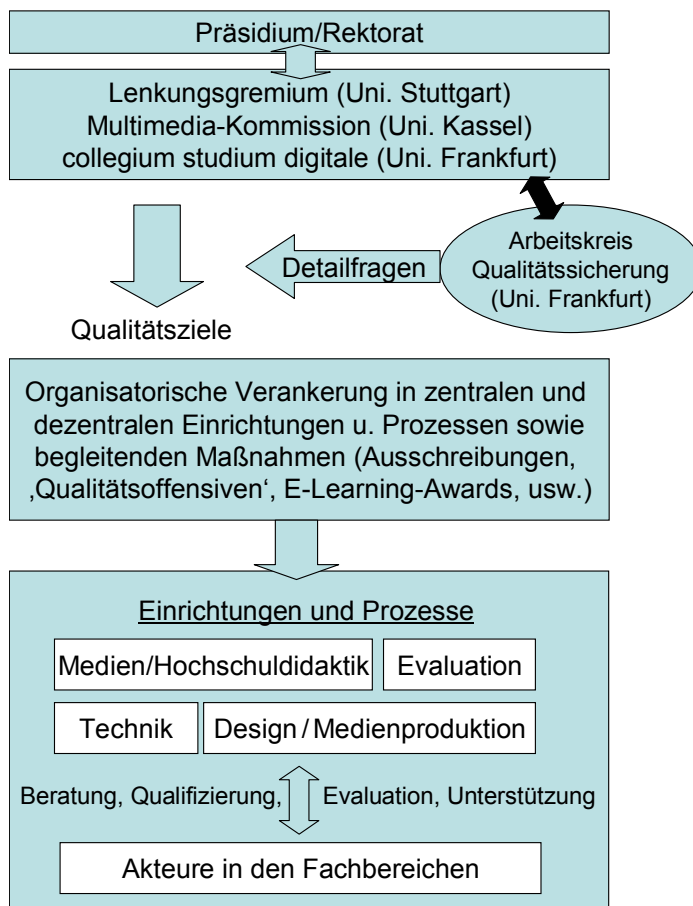 Präsidium/Rektorat
Lenkungsgremium (Uni. Stuttgart)
Multimedia-Kommission (Uni. Kassel)
collegium studium digitale (Uni. Frankfurt)
Arbeitskreis
Qualitätssicherung
(Uni. Frankfurt)
Detailfragen
Qualitätsziele
Organisatorische Verankerung in zentralen und
dezentralen Einrichtungen u. Prozessen sowie
begleitenden Maßnahmen (Ausschreibungen,
‚Qualitätsoffensiven‘, E-Learning-Awards, usw.)
Einrichtungen und Prozesse
Medien/Hochschuldidaktik
Evaluation
Technik
Design / Medienproduktion
Beratung, Qualifizierung,
Evaluation, Unterstützung
Akteure in den Fachbereichen